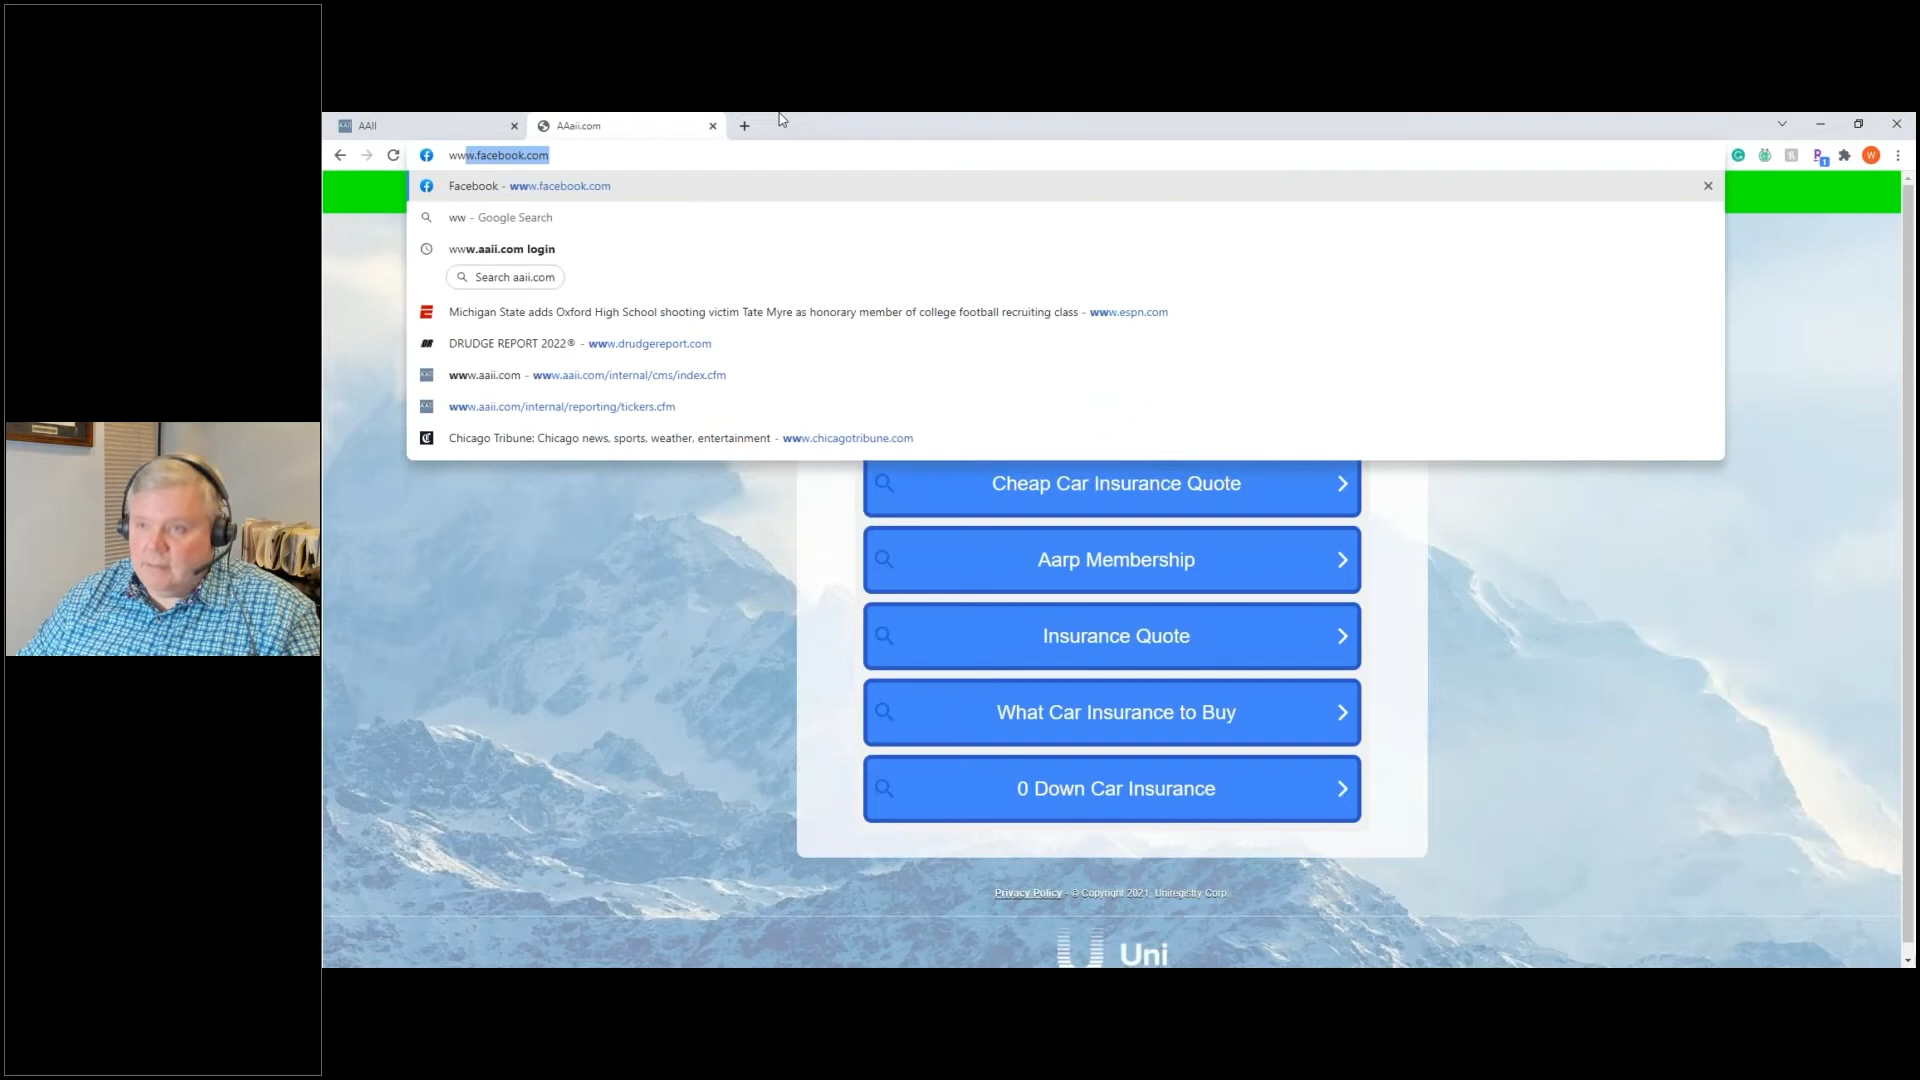 AAII
AAaii.com
www.facebook.com
W
Facebook - www.facebook.com
ww - Google Search
www.aaii.com login
Search aaii.com
Michigan State adds Oxford High School shooting victim Tate Myre as honorary member of college football recruiting class - www.espn.com
DRUDGE REPORT 2022® - www.drudgereport.com
www.aaii.com - www.aaii.com/internal/cms/index.cfm
www.aaii.com/internal/reporting/tickers.cfm
Chicago Tribune: Chicago news, sports, weather, entertainment - www.chicagotribune.com
Cheap Car Insurance Quote
Aarp Membership
Insurance Quote
What Car Insurance to Buy
0 Down Car Insurance
Privacy Policy - © Copyright 2021, Uniregistry Corp.
Uni